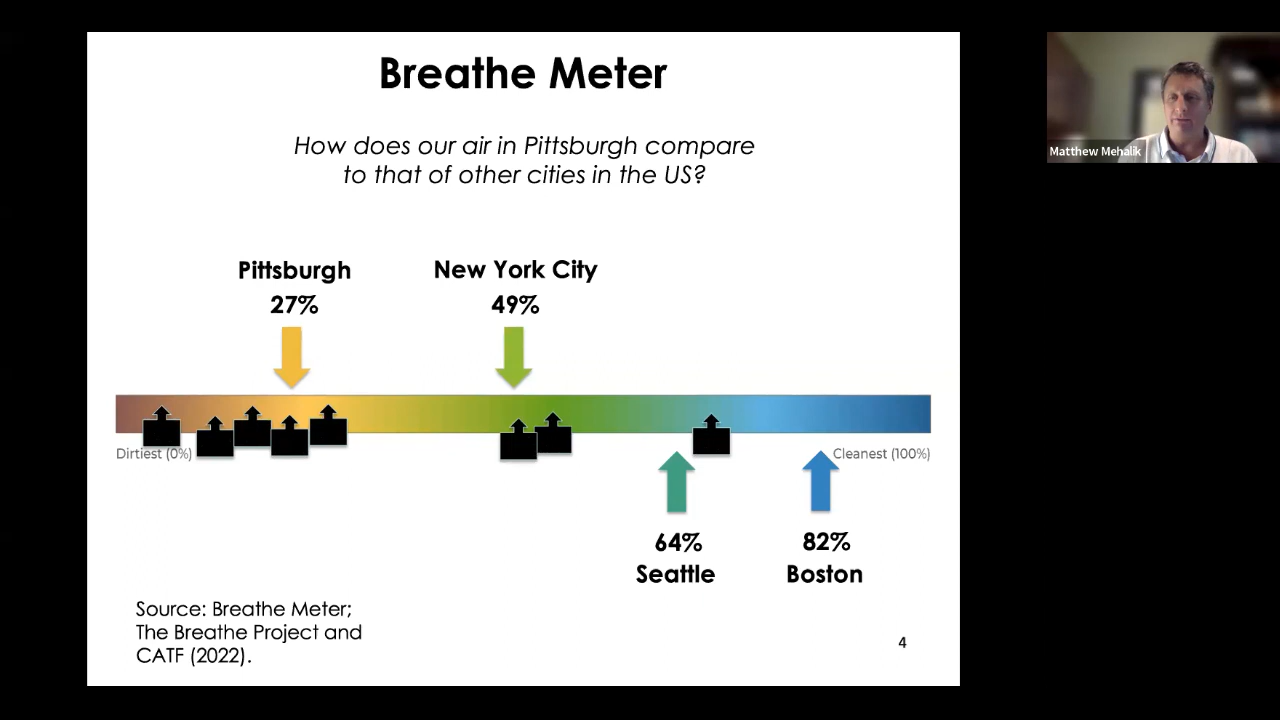 Breathe Meter
How does our air in Pittsburgh compare
to that of other cities in the US?
Pittsburgh
27%
New York City
49%
Dirtiest (0%)
Cleanest (100%)
64%
Seattle
82%
Boston
Source: Breathe Meter;
The Breathe Project and
CATF (2022).
4
Matthew Mehalik